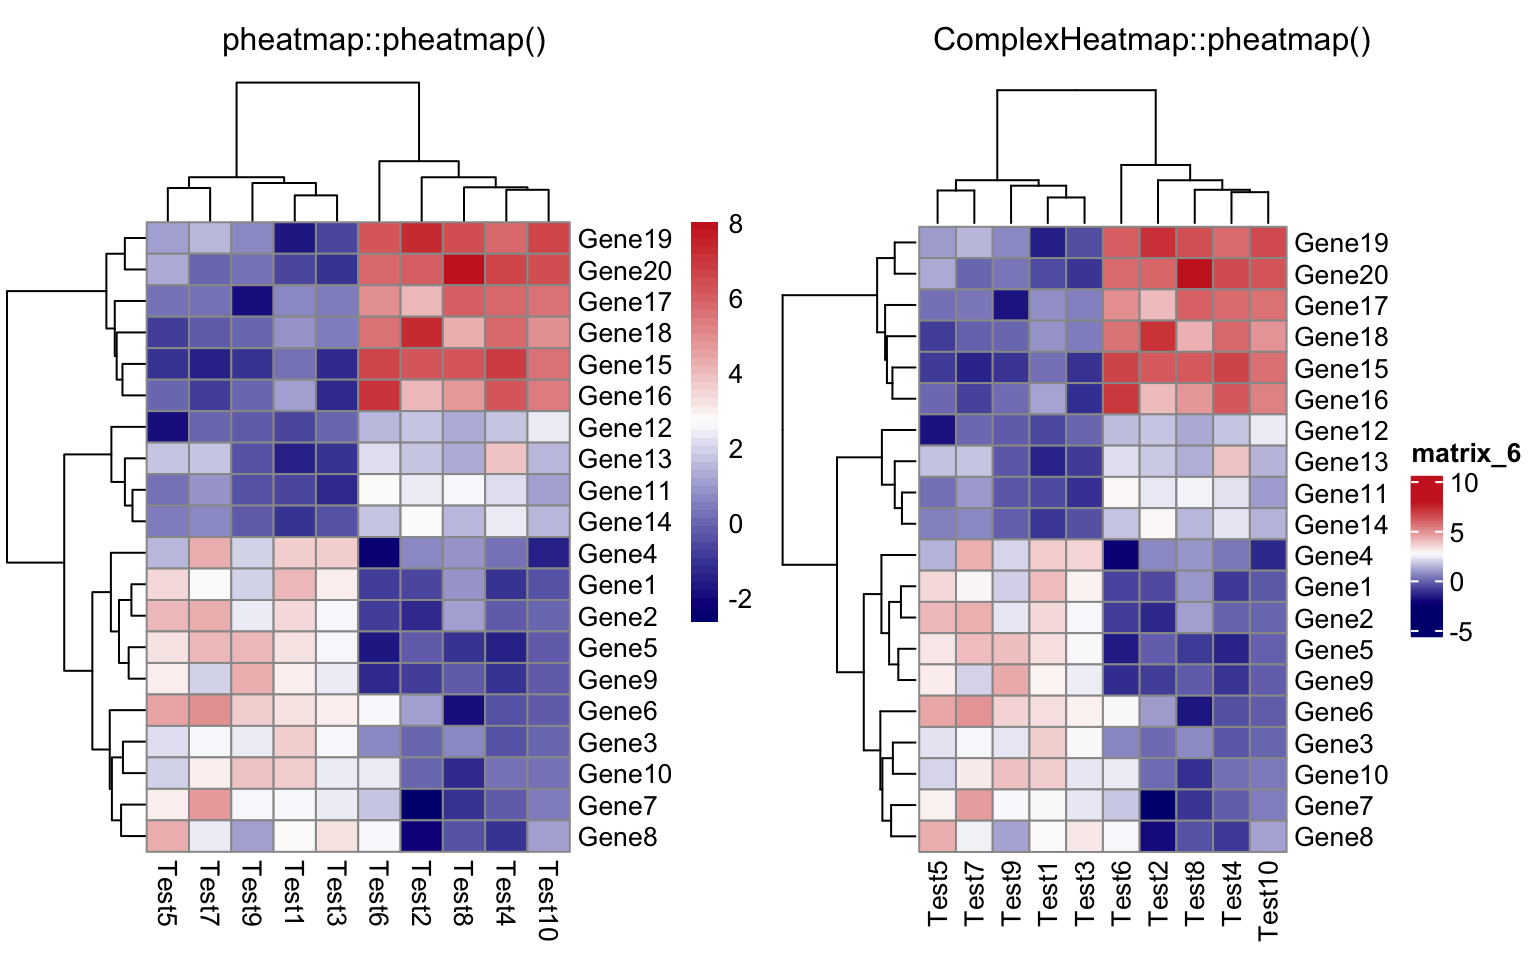 pheatmap::pheatmap()
Gene19
Gene20
Gene17
Gene18
Gene15
Gene16
Gene12
Gene13
Gene11
Gene14
Gene4
Gene1
Gene2
Gene5
Gene9
Gene6
Gene3
Gene10
Gene7
Gene8
8
6
4
2
0
-2
Test5
Test7
Test9
Test1
Test3
Test6
Test2
Test8
Test4
Test10
ComplexHeatmap::pheatmap()
Gene19
Gene20
Gene17
Gene18
Gene15
Gene16
Gene12
Gene13
Gene11
Gene14
Gene4
Gene1
Gene2
Gene5
Gene9
Gene6
Gene3
Gene10
Gene7
Gene8
matrix_6
10
5
0
-5
Test5
Test7
Test9
Test1
Test3
Test6
Test2
Test8
Test4
Test10